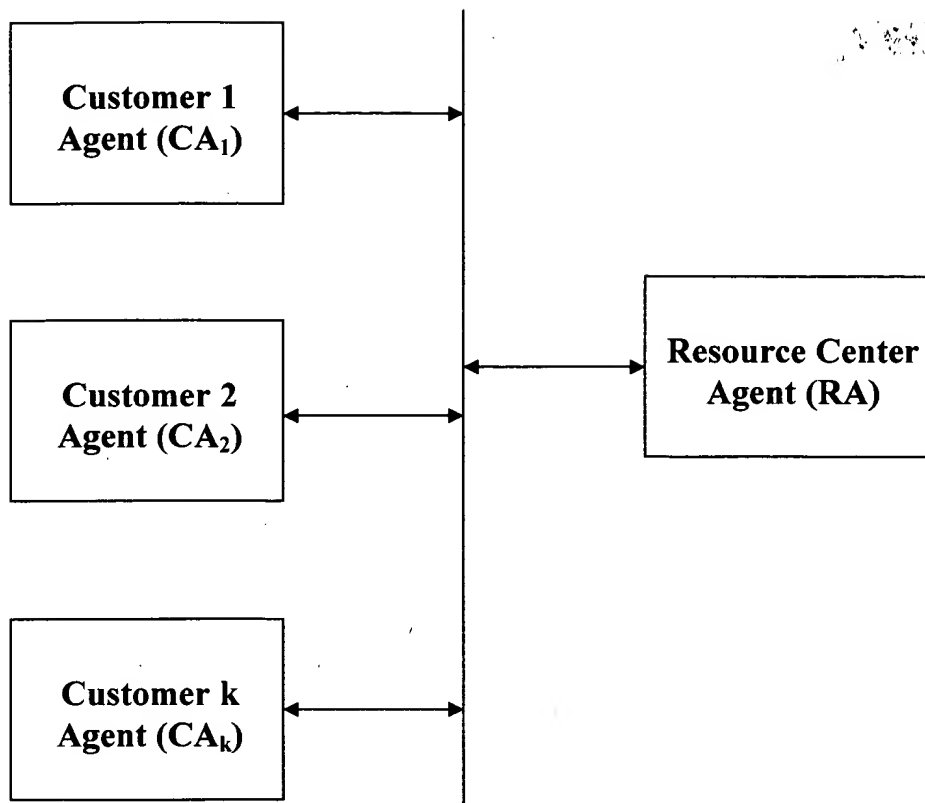 Customer 1
Agent (CA₁)
Customer 2
Agent (CA₂)
Customer k
Agent (CAₖ)
Resource Center
Agent (RA)